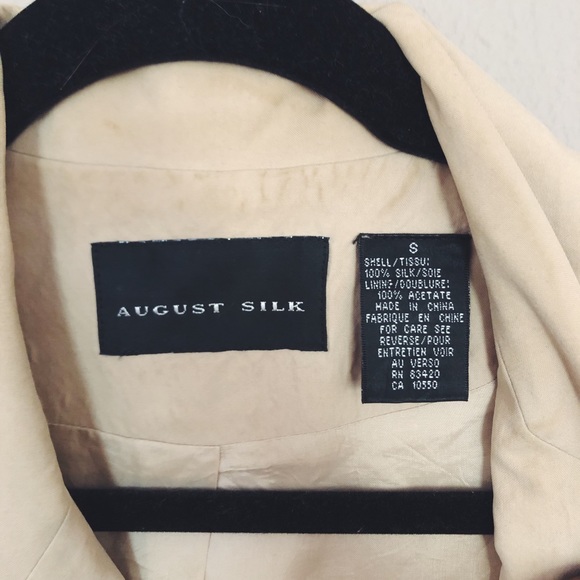 AUGUST SILK
S
SHELL/TISSU:
100% SILK/SOIE
LINING/DOUBLURE:
100% ACETATE
MADE IN CHINA
FABRIQUE EN CHINE
FOR CARE SEE
REVERSE/POUR
ENTRETIEN VOIR
AU VERSO
RN 83420
CA 10550